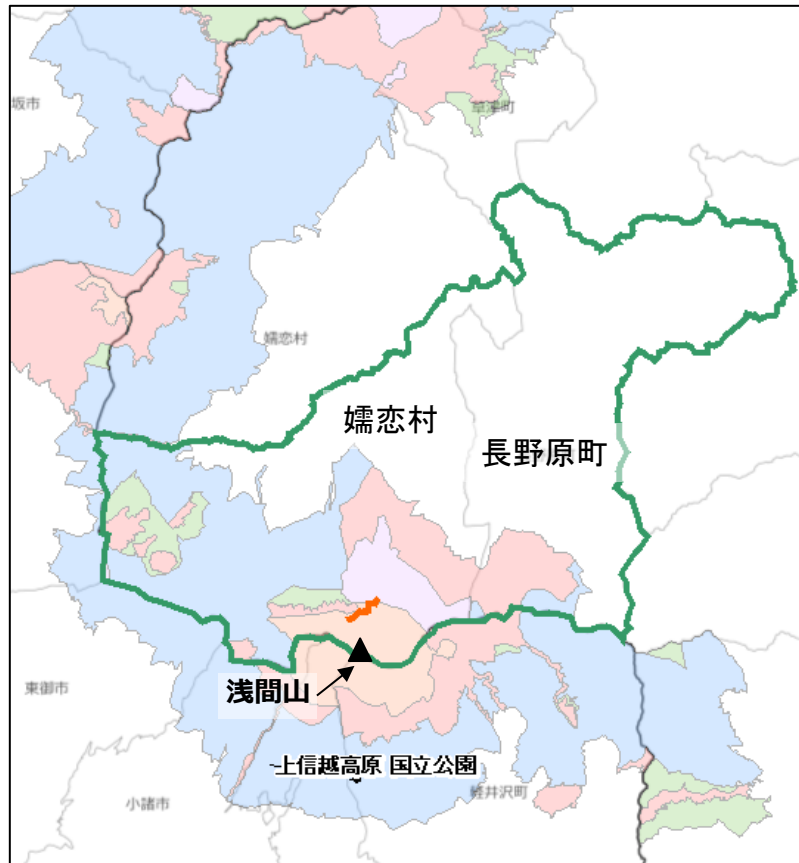 坂市
草津町
嬬恋村
嬬恋村
長野原町
浅間山
東御市
上信越高原 国立公園
小諸市
軽井沢町